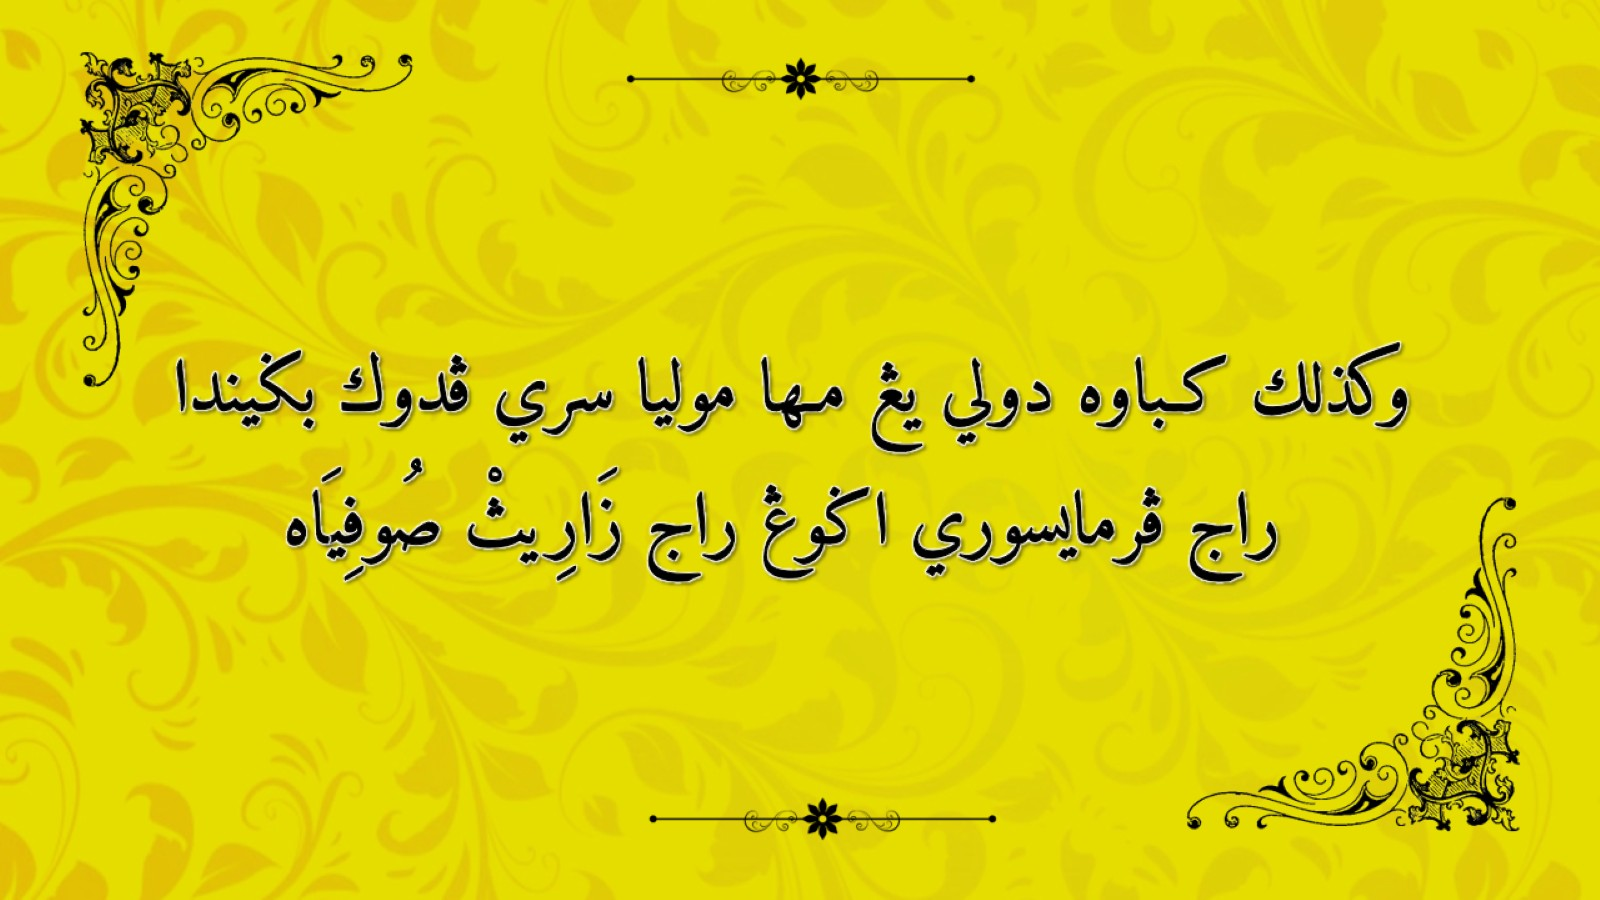 وكذلك كباوه دولي يڠ مها موليا سري ڤدوك بݢيندا
راج ڤرمايسوري اݢوڠ راج زَارِيثْ صُوفِيَاه